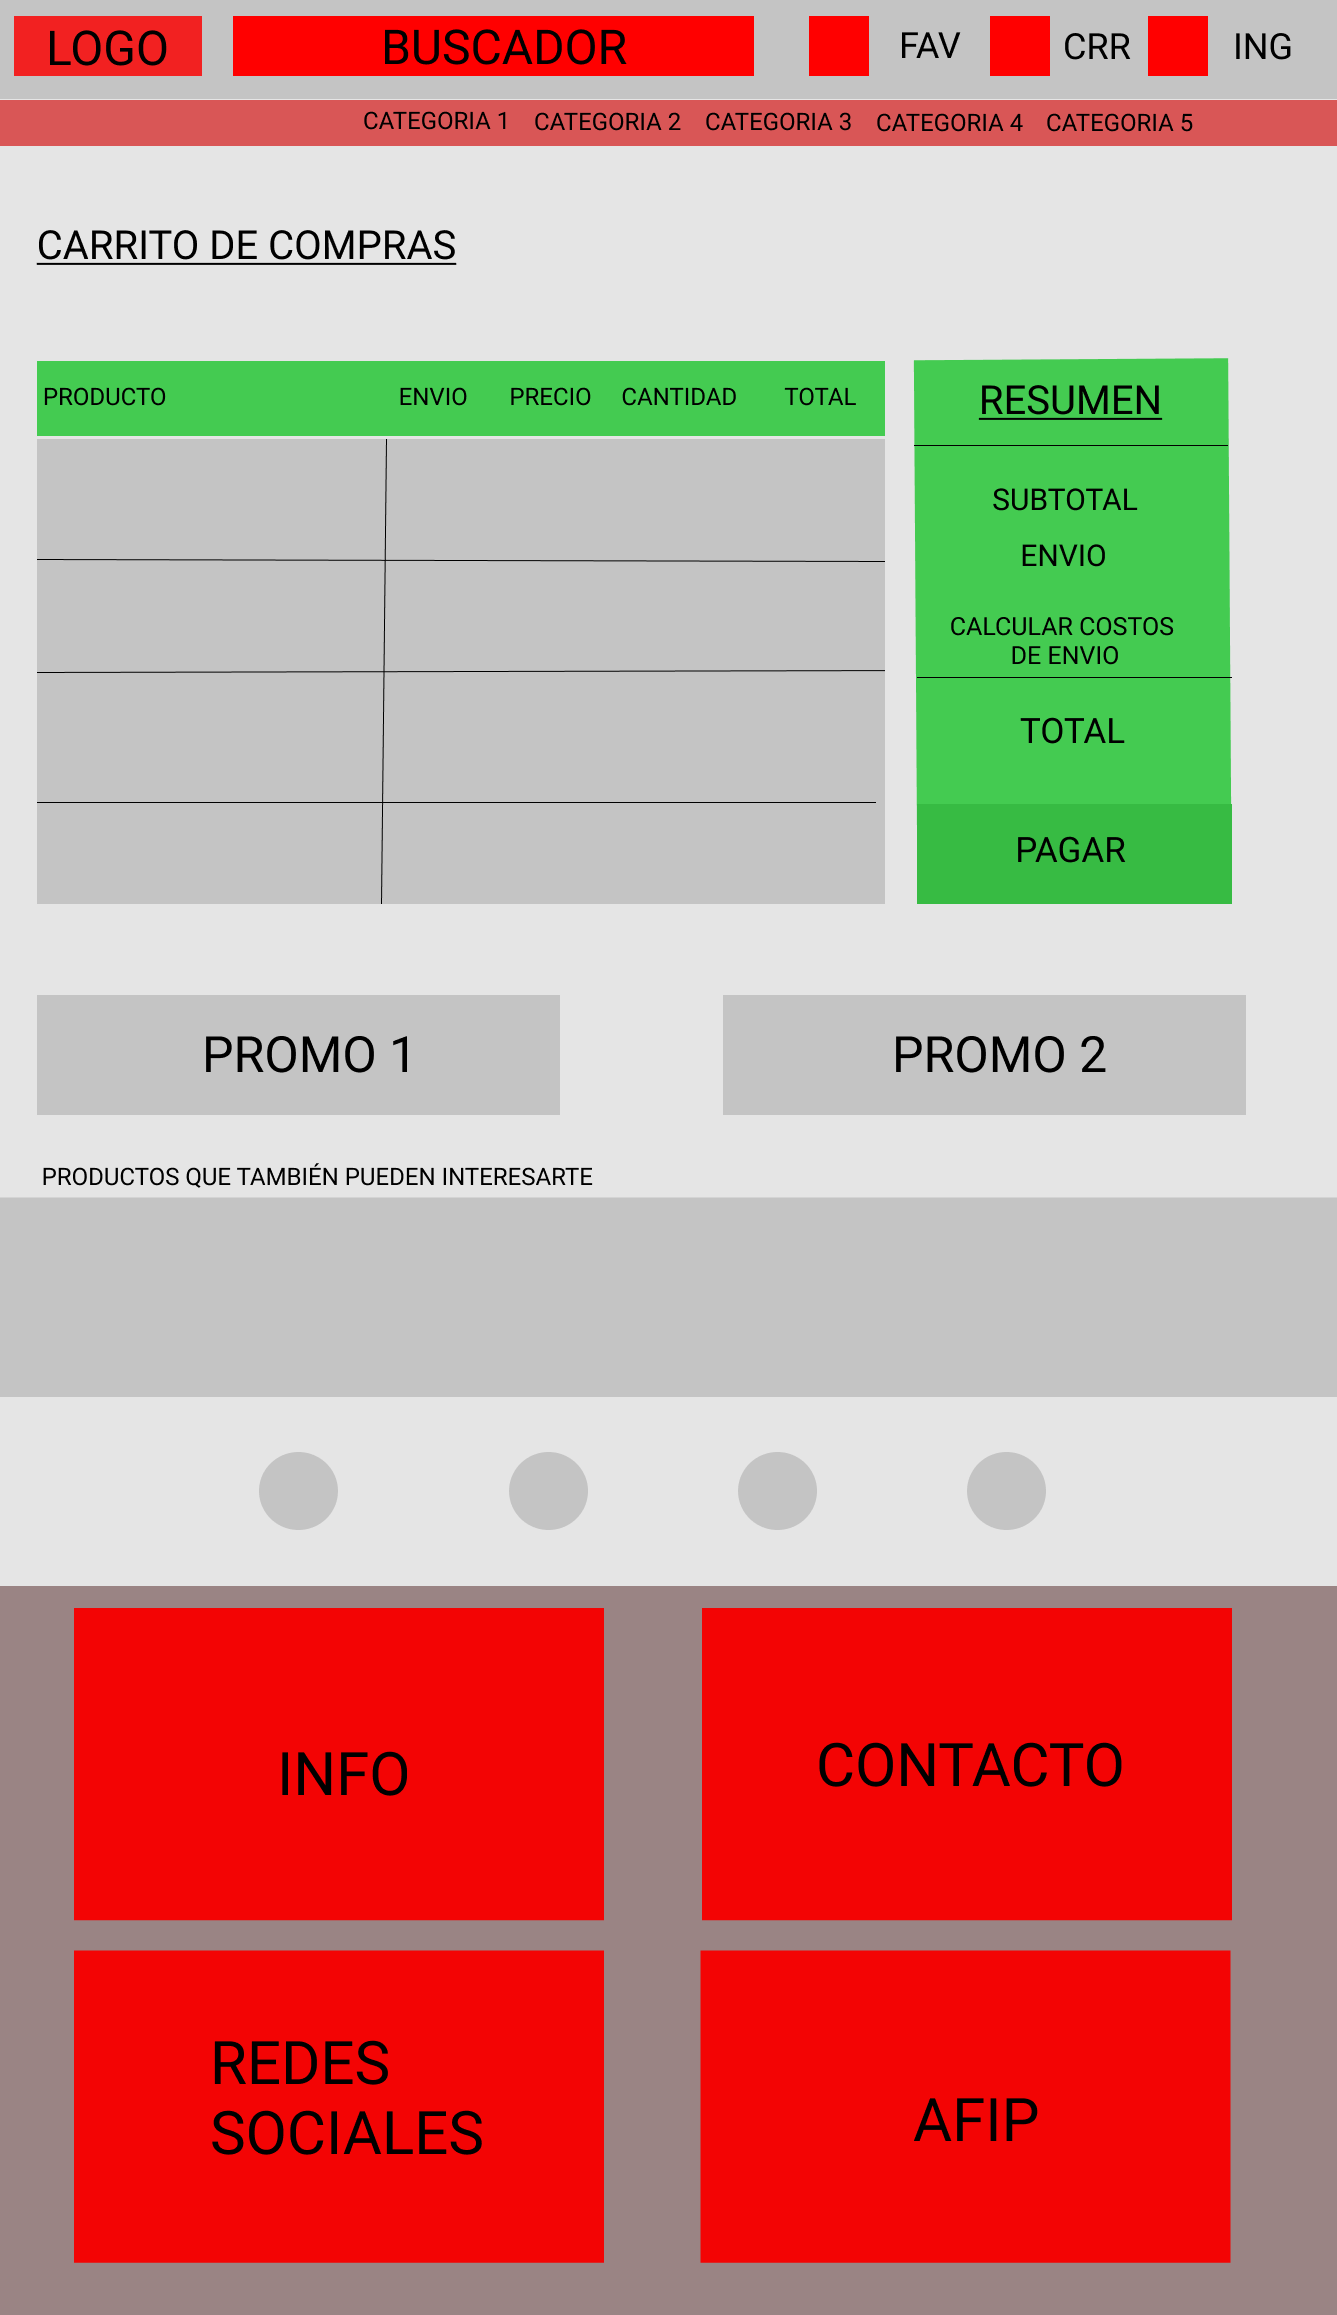 LOGO
BUSCADOR
FAV
CRR
ING
CATEGORIA 1
CATEGORIA 2
CATEGORIA 3
CATEGORIA 4
CATEGORIA 5
CARRITO DE COMPRAS
PRODUCTO
ENVIO
PRECIO
CANTIDAD
TOTAL
RESUMEN
SUBTOTAL
ENVIO
CALCULAR COSTOS
DE ENVIO
TOTAL
PAGAR
PROMO 1
PROMO 2
PRODUCTOS QUE TAMBIÉN PUEDEN INTERESARTE
INFO
CONTACTO
REDES
SOCIALES
AFIP